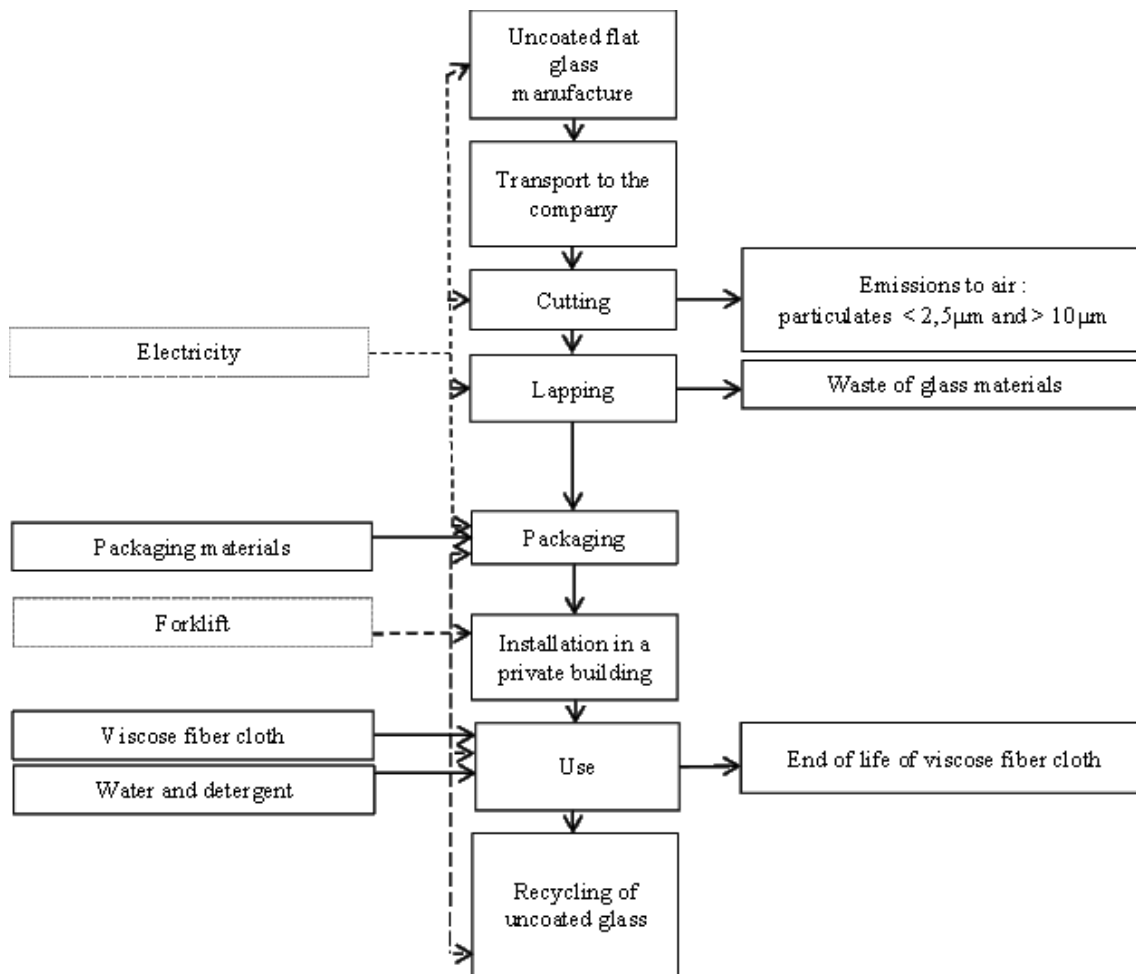 Uncoated flat
glass
manufacture
Transport to the
company
Cutting
Emissions to air :
particulates < 2,5µm and > 10µm
Electricity
Lapping
Waste of glass materials
Packaging materials
Packaging
Forklift
Installation in a
private building
Viscose fiber cloth
Water and detergent
Use
End of life of viscose fiber cloth
Recycling of
uncoated glass